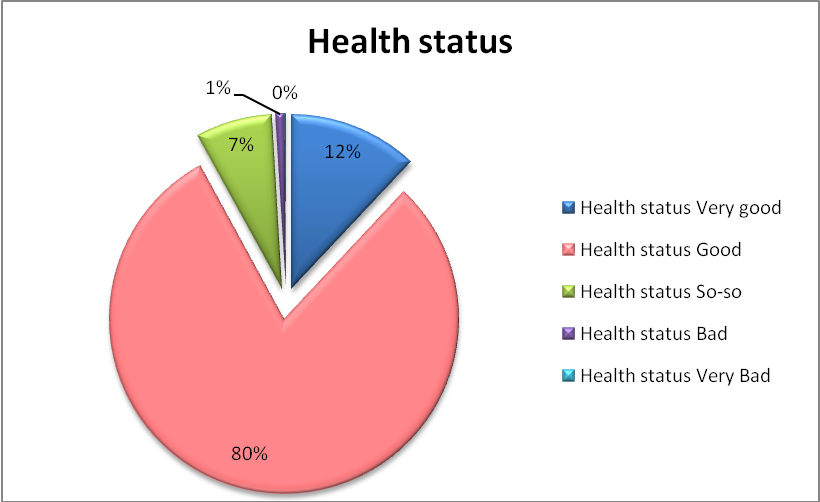 Health status
1%
0%
7%
12%
80%
Health status Very good
Health status Good
Health status So-so
Health status Bad
Health status Very Bad